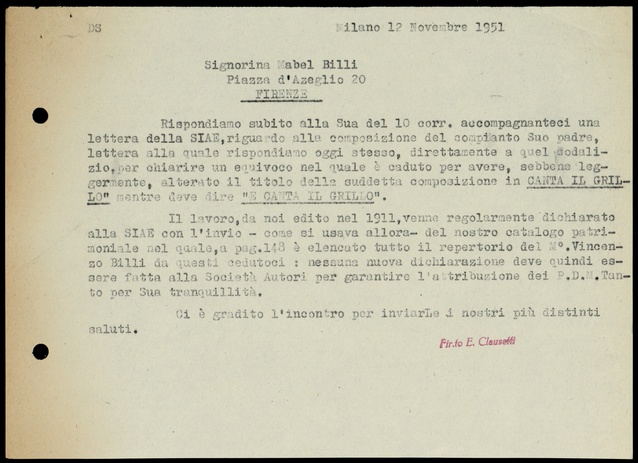 DS Milano 12 Novembre 1951
Signorina Mabel Billi
Piazza d'Azeglio 20
FIRENZE
Rispondiamo subito alla Sua del 10 corr. accompagnanteci una
lettera della SIAE,riguardo alla composizione del compianto Suo padre,
lettera alla quale rispondiamo oggi stesso, direttamente a quel Sodali-
zio,per chiarire un equivoco nel quale è caduto per avere, sebbene leg-
germente, alterato il titolo della suddetta composizione in CANTA IL GRIL-
LO" mentre deve dire "E CANTA IL GRILLO".
Il lavoro,da noi edito nel 1911,venne regolarmente dichiarato
alla SIAE con l'invio - come si usava allora- del nostro catalogo patri-
moniale nel quale,a pag.148 è elencato tutto il repertorio del M°.Vincen-
zo Billi da questi cedutoci : nessuna nuova dichiarazione deve quindi es-
sere fatta alla Società Autori per garantire l'attribuzione dei P.D.M.Tan-
to per Sua tranquillità.
Ci è gradito l'incontro per inviarLe i nostri più distinti
saluti.
Fir.to E. Clausetti